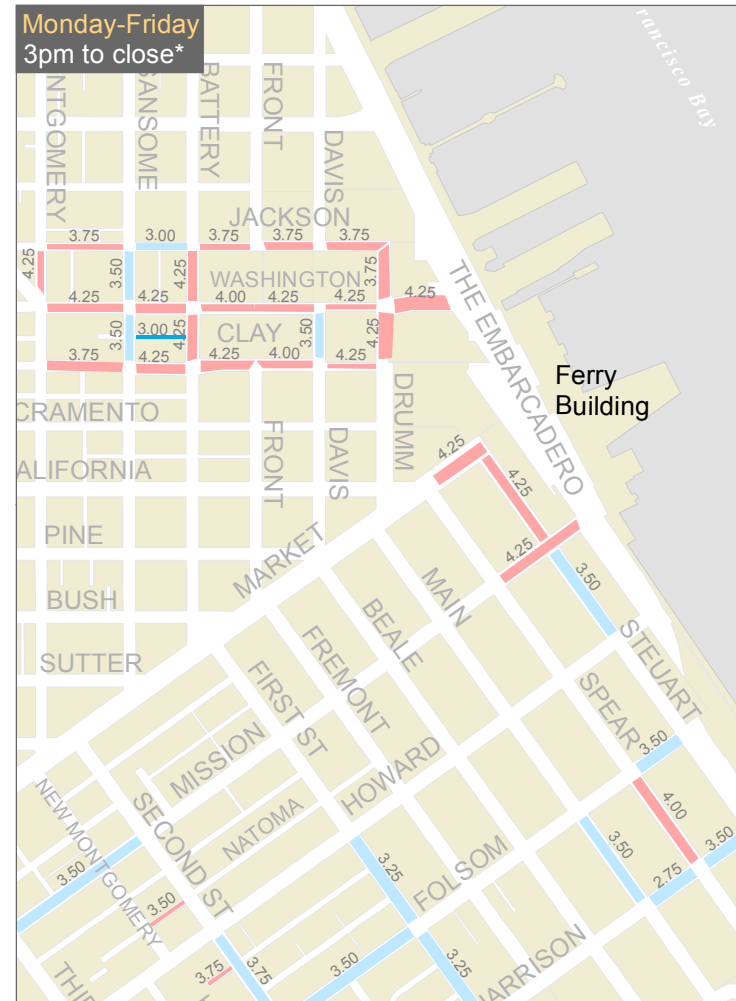 Monday-Friday
3pm to close*
rancisco Bay
NTGOMERY
SANSOME
BATTERY
FRONT
DAVIS
JACKSON
3.75
3.00
3.75
3.75
3.75
4.25
3.50
4.25
3.75
WASHINGTON
4.25
4.25
4.00
4.25
4.25
4.25
THE EMBARCADERO
3.50
3.00
4.25
CLAY
3.50
4.25
3.75
4.25
4.25
4.00
4.25
Ferry
Building
CRAMENTO
FRONT
DAVIS
DRUMM
ALIFORNIA
4.25
4.25
PINE
MARKET
4.25
3.50
BUSH
MAIN
BEALE
STEUART
SUTTER
FREMONT
FIRST ST
SPEAR
MISSION
HOWARD
3.50
NEW MONTGOMERY
SECOND ST
NATOMA
4.00
3.50
3.25
FOLSOM
3.50
3.50
2.75
3.50
HARRISON
THI
3.75
3.75
3.50
3.25